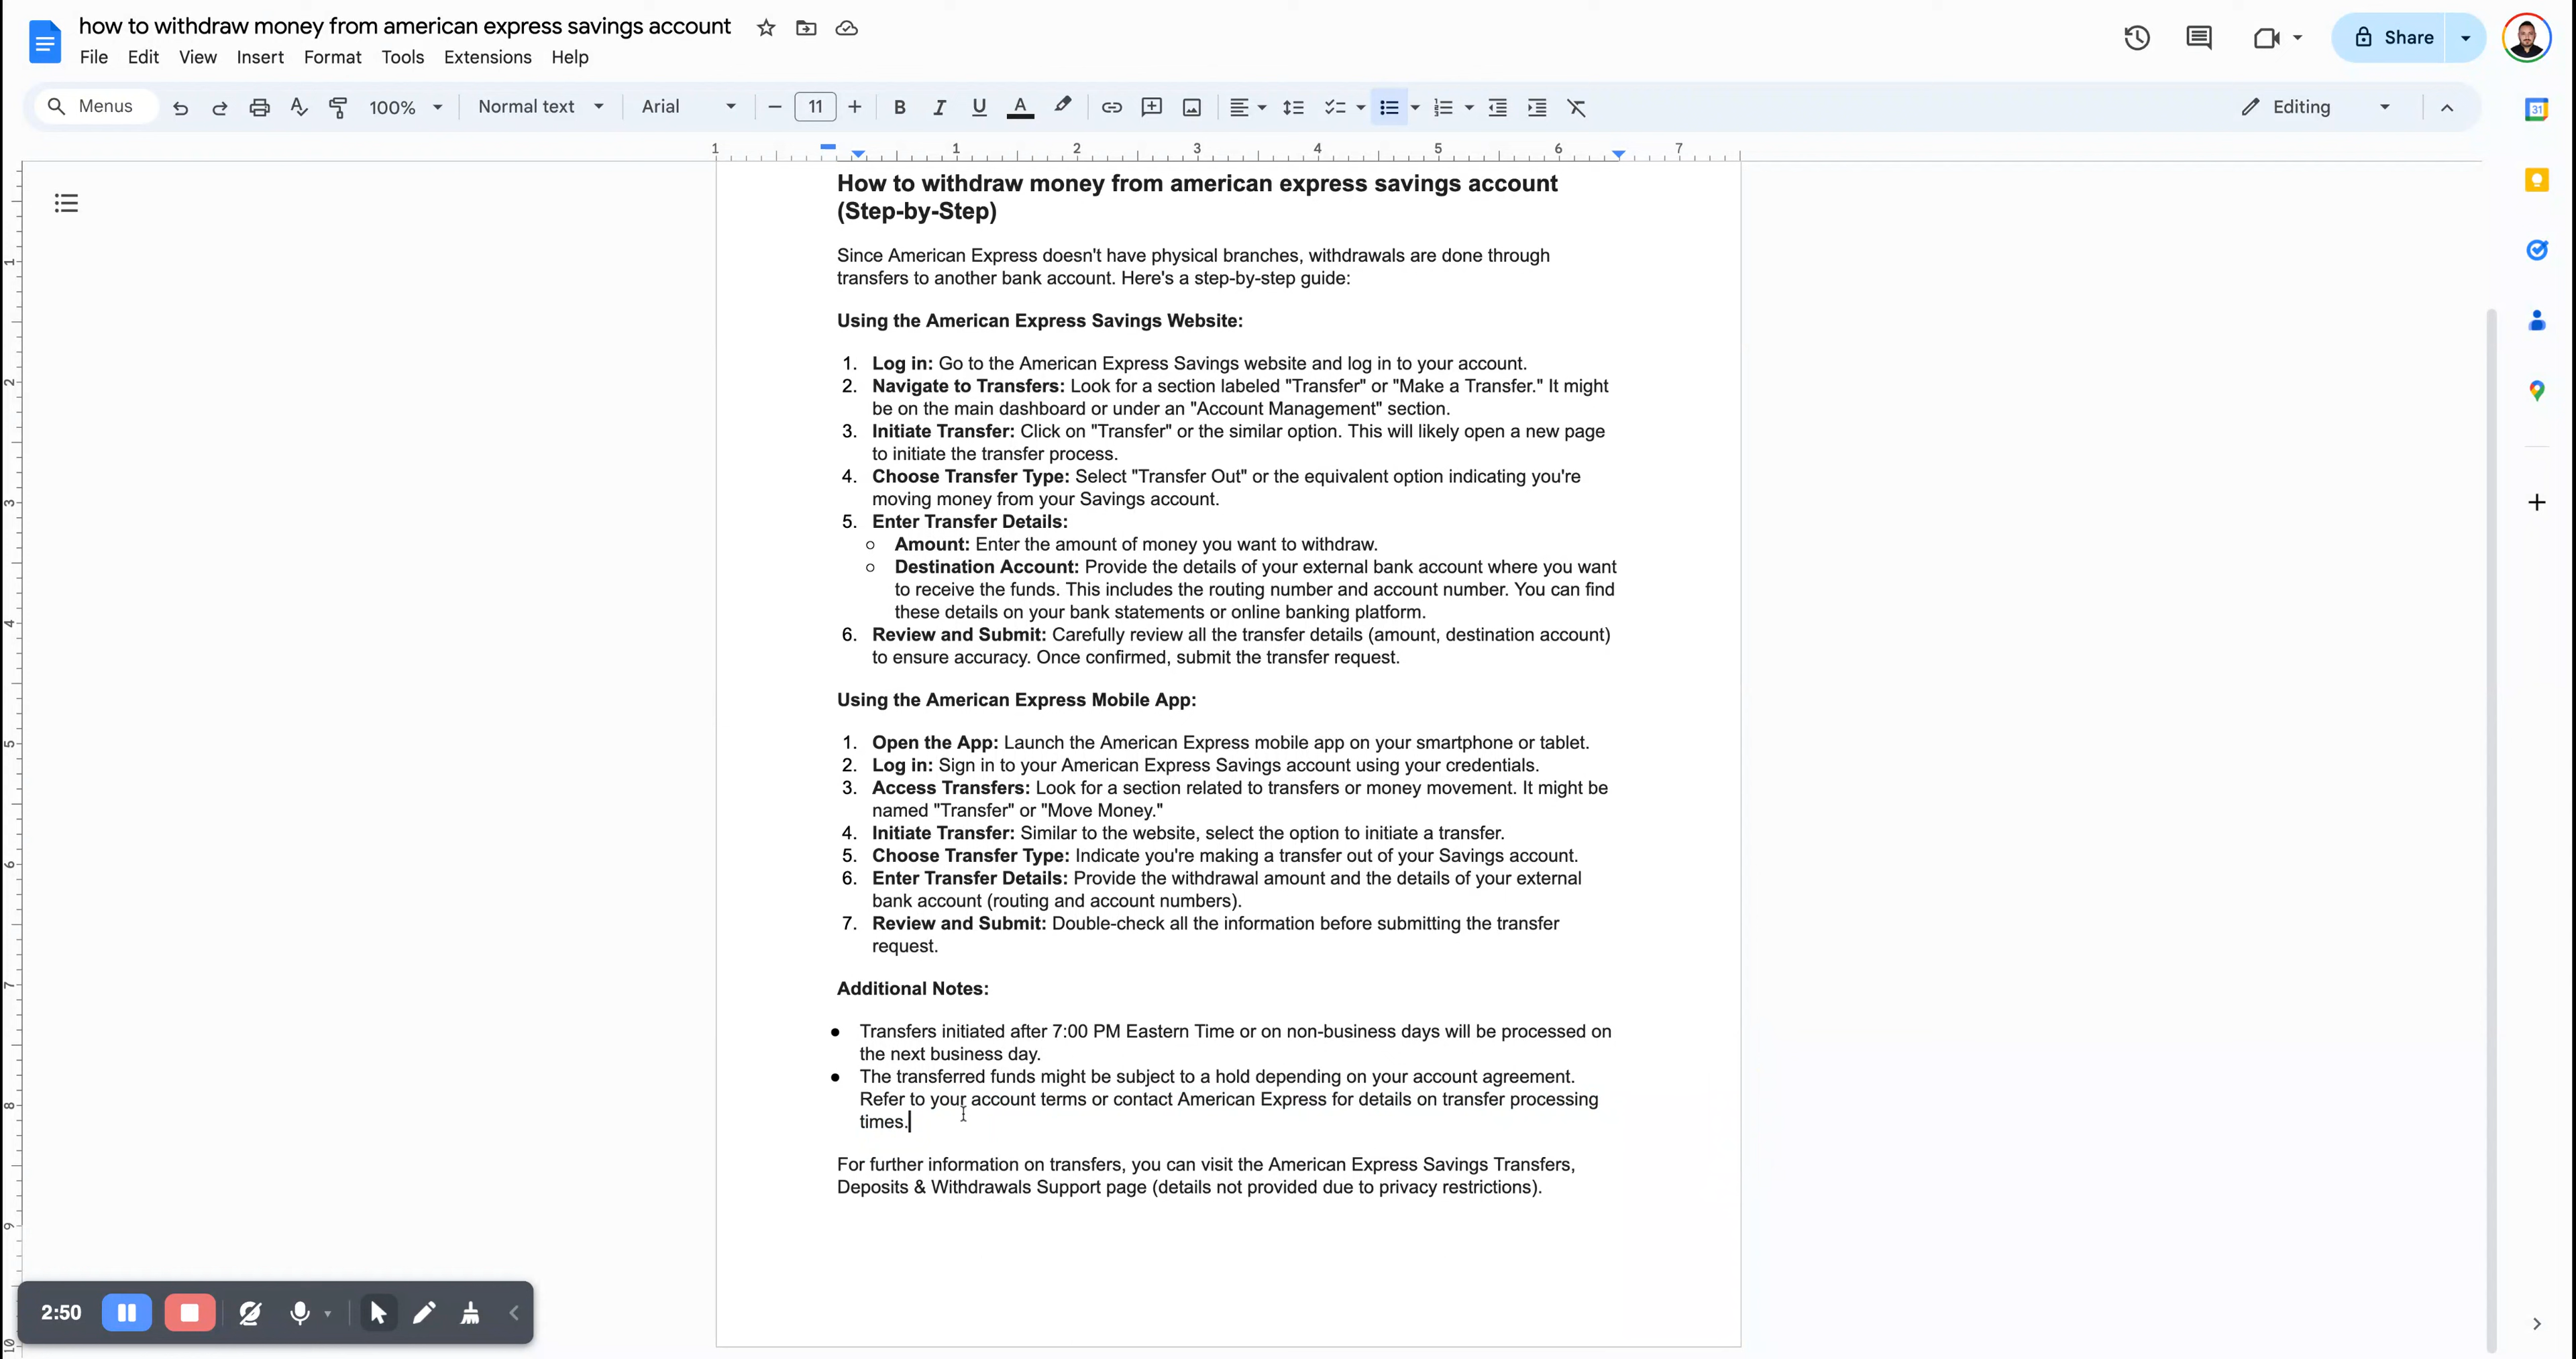 how to withdraw money from american express savings account
File Edit View Insert Format Tools Extensions Help
Share
Menus 100% Normal text Arial 11 B I U A Editing
31
1 1 2 3 4 5 6 7
How to withdraw money from american express savings account
(Step-by-Step)
Since American Express doesn't have physical branches, withdrawals are done through
transfers to another bank account. Here's a step-by-step guide:
Using the American Express Savings Website:
1. Log in: Go to the American Express Savings website and log in to your account.
2. Navigate to Transfers: Look for a section labeled "Transfer" or "Make a Transfer." It might
be on the main dashboard or under an "Account Management" section.
3. Initiate Transfer: Click on "Transfer" or the similar option. This will likely open a new page
to initiate the transfer process.
4. Choose Transfer Type: Select "Transfer Out" or the equivalent option indicating you're
moving money from your Savings account.
5. Enter Transfer Details:
○ Amount: Enter the amount of money you want to withdraw.
○ Destination Account: Provide the details of your external bank account where you want
to receive the funds. This includes the routing number and account number. You can find
these details on your bank statements or online banking platform.
6. Review and Submit: Carefully review all the transfer details (amount, destination account)
to ensure accuracy. Once confirmed, submit the transfer request.
Using the American Express Mobile App:
1. Open the App: Launch the American Express mobile app on your smartphone or tablet.
2. Log in: Sign in to your American Express Savings account using your credentials.
3. Access Transfers: Look for a section related to transfers or money movement. It might be
named "Transfer" or "Move Money."
4. Initiate Transfer: Similar to the website, select the option to initiate a transfer.
5. Choose Transfer Type: Indicate you're making a transfer out of your Savings account.
6. Enter Transfer Details: Provide the withdrawal amount and the details of your external
bank account (routing and account numbers).
7. Review and Submit: Double-check all the information before submitting the transfer
request.
Additional Notes:
● Transfers initiated after 7:00 PM Eastern Time or on non-business days will be processed on
the next business day.
● The transferred funds might be subject to a hold depending on your account agreement.
Refer to your account terms or contact American Express for details on transfer processing
times.
For further information on transfers, you can visit the American Express Savings Transfers,
Deposits & Withdrawals Support page (details not provided due to privacy restrictions).
1
2
3
4
5
6
7
8
9
10
2:50